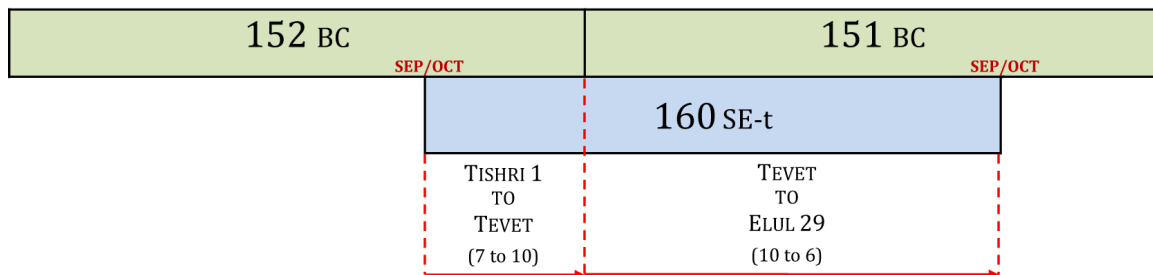 152 BC
151 BC
SEP/OCT
SEP/OCT
160 SE-t
TISHRI 1
TO
TEVET
(7 to 10)
TEVET
TO
ELUL 29
(10 to 6)